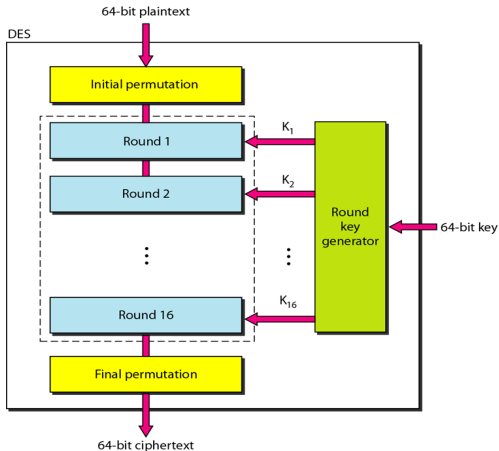 64-bit plaintext
DES
Initial permutation
Round 1
K1
Round 2
K2
Round
key
generator
64-bit key
Round 16
K16
Final permutation
64-bit ciphertext